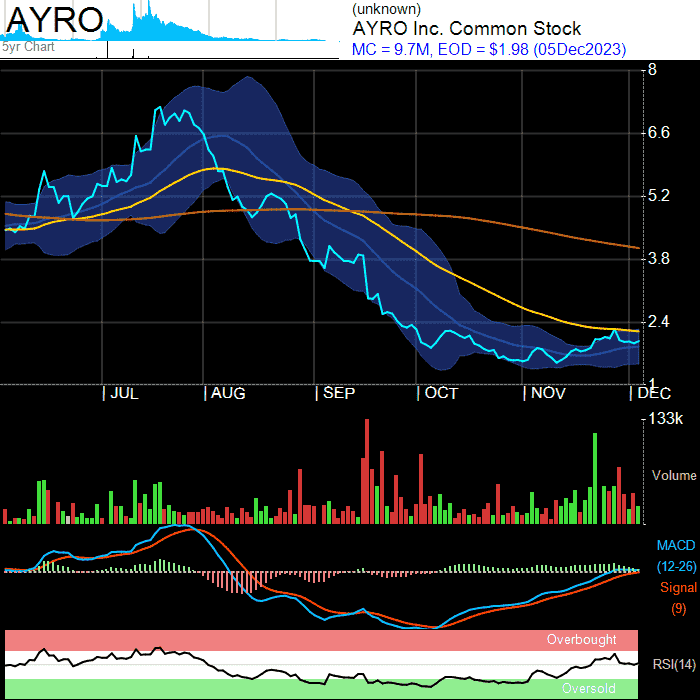 AYRO
5yr Chart
(unknown)
AYRO Inc. Common Stock
MC = 9.7M, EOD = $1.98 (05Dec2023)
8
6.6
5.2
3.8
2.4
1
JUL AUG SEP OCT NOV DEC
133k
Volume
MACD
(12-26)
Signal
(9)
Overbought
RSI(14)
Oversold